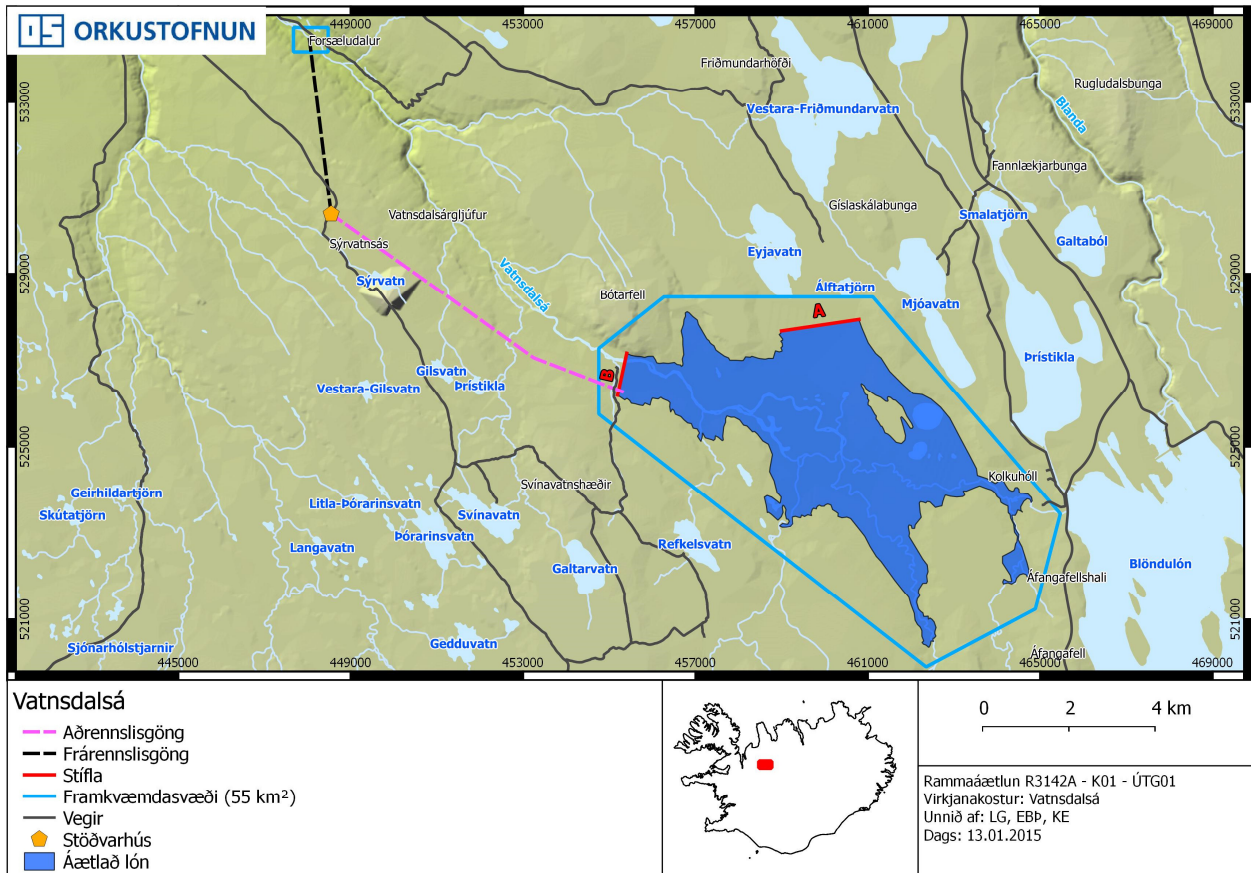 OS ORKUSTOFNUN
449000
453000
457000
461000
465000
469000
Forsæludalur
Friðmundarhöfði
Rugludalsbunga
533000
Vestara-Friðmundarvatn
533000
Blanda
Fannlækjarbunga
Vatnsdalsárgljúfur
Gíslaskálabunga
Smalatjörn
Sýrvatnsás
Eyjavatn
Galtaból
529000
Sýrvatn
Vatnsdalsá
Bótarfell
Álftatjörn
Mjóavatn
529000
A
Þrístikla
B
Gilsvatn
Vestara-Gilsvatn
Þrístikla
525000
525000
Svínavatnshæðir
Kolkuhóll
Geirhildartjörn
Litla-Þórarinsvatn
Skútatjörn
Svínavatn
Langavatn
Þórarinsvatn
Refkelsvatn
Galtarvatn
Blöndulón
Áfangafellshali
521000
521000
Sjónarhólstjarnir
Gedduvatn
Áfangafell
445000
449000
453000
457000
461000
465000
469000
Vatnsdalsá
Aðrennslisgöng
Frárennslisgöng
Stífla
Framkvæmdasvæði (55 km²)
Vegir
Stöðvarhús
Áætlað lón
0 2 4 km
Rammaáætlun R3142A - K01 - ÚTG01
Virkjanakostur: Vatnsdalsá
Unnið af: LG, EBÞ, KE
Dags: 13.01.2015